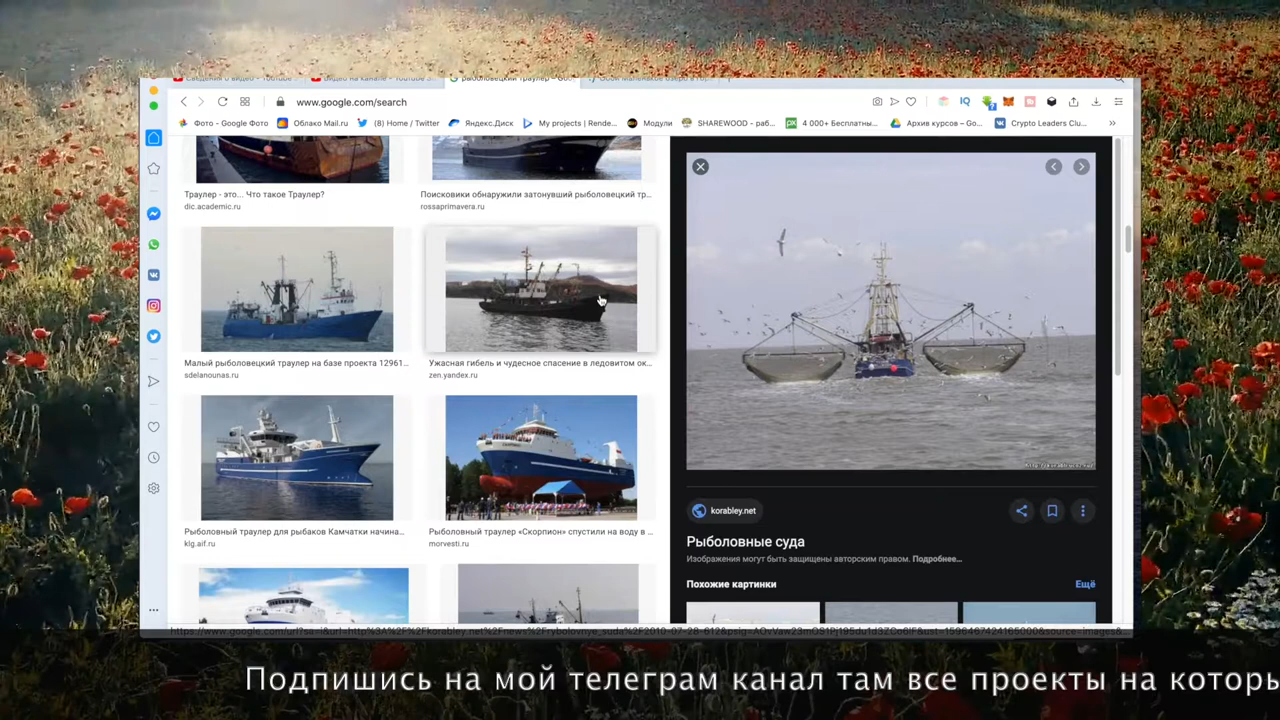 www.google.com/search
Фото - Google Фото
Облако Mail.ru
(8) Home / Twitter
Яндекс.Диск
My projects | Rende...
Модули
SHAREWOOD - раб...
4 000+ Бесплатны...
Архив курсов – Go...
Crypto Leaders Clu...
Траулер - это... Что такое Траулер?
dic.academic.ru
Поисковики обнаружили затонувший рыболовецкий тр...
rossaprimavera.ru
Малый рыболовецкий траулер на базе проекта 12961...
sdelanounas.ru
Ужасная гибель и чудесное спасение в ледовитом ок...
zen.yandex.ru
Рыболовный траулер для рыбаков Камчатки начина...
klg.aif.ru
Рыболовный траулер «Скорпион» спустили на воду в ...
morvesti.ru
korabley.net
Рыболовные суда
Изображения могут быть защищены авторским правом. Подробнее...
Похожие картинки
Ещё
Подпишись на мой телеграм канал там все проекты на которь